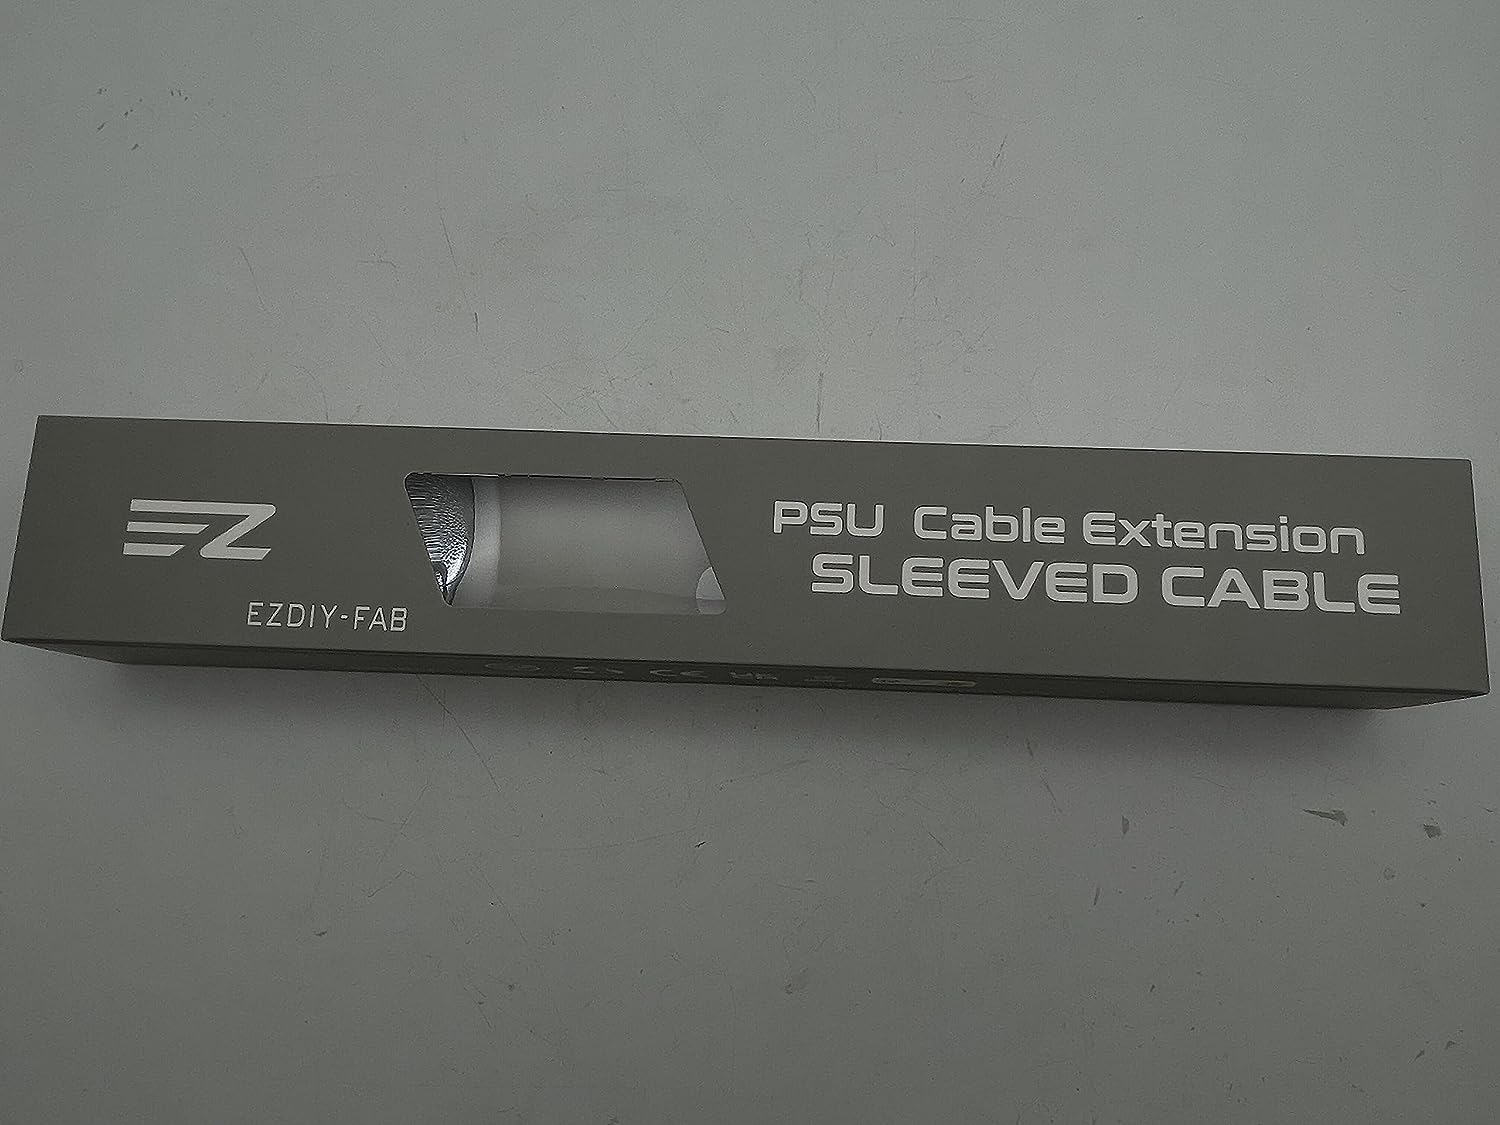 EZ
EZDIY-FAB
PSU Cable Extension
SLEEVED CABLE